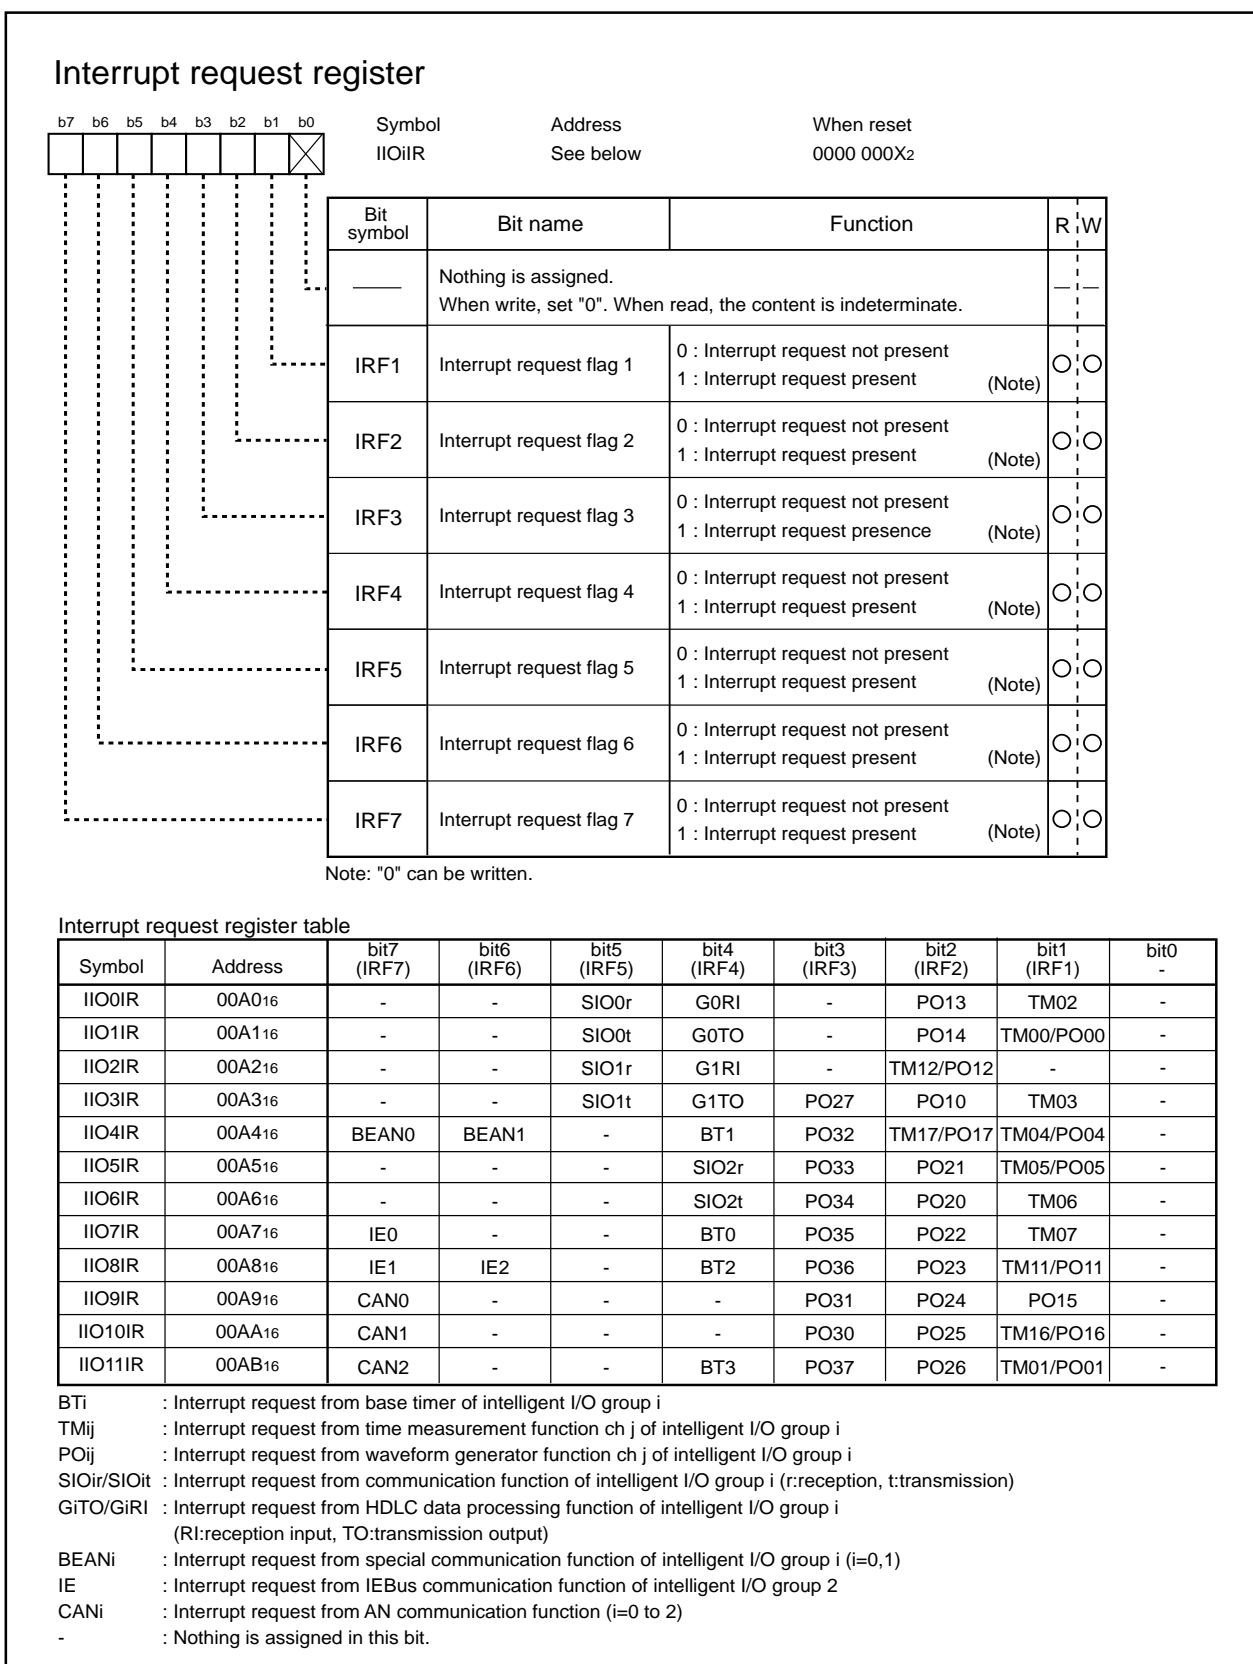 Interrupt request register
b7 b6 b5 b4 b3 b2 b1 b0
Symbol Address When reset
IIOiIR See below 0000 000X2
Bit symbol Bit name Function R W
Nothing is assigned.
When write, set "0". When read, the content is indeterminate. — —
IRF1 Interrupt request flag 1 0 : Interrupt request not present
1 : Interrupt request present (Note)
IRF2 Interrupt request flag 2 0 : Interrupt request not present
1 : Interrupt request present (Note)
IRF3 Interrupt request flag 3 0 : Interrupt request not present
1 : Interrupt request presence (Note)
IRF4 Interrupt request flag 4 0 : Interrupt request not present
1 : Interrupt request present (Note)
IRF5 Interrupt request flag 5 0 : Interrupt request not present
1 : Interrupt request present (Note)
IRF6 Interrupt request flag 6 0 : Interrupt request not present
1 : Interrupt request present (Note)
IRF7 Interrupt request flag 7 0 : Interrupt request not present
1 : Interrupt request present (Note)
Note: "0" can be written.
Interrupt request register table
Symbol Address bit7 (IRF7) bit6 (IRF6) bit5 (IRF5) bit4 (IRF4) bit3 (IRF3) bit2 (IRF2) bit1 (IRF1) bit0 -
IIO0IR 00A016 - - SIO0r G0RI - PO13 TM02 -
IIO1IR 00A116 - - SIO0t G0TO - PO14 TM00/PO00 -
IIO2IR 00A216 - - SIO1r G1RI - TM12/PO12 - -
IIO3IR 00A316 - - SIO1t G1TO PO27 PO10 TM03 -
IIO4IR 00A416 BEAN0 BEAN1 - BT1 PO32 TM17/PO17 TM04/PO04 -
IIO5IR 00A516 - - - SIO2r PO33 PO21 TM05/PO05 -
IIO6IR 00A616 - - - SIO2t PO34 PO20 TM06 -
IIO7IR 00A716 IE0 - - BT0 PO35 PO22 TM07 -
IIO8IR 00A816 IE1 IE2 - BT2 PO36 PO23 TM11/PO11 -
IIO9IR 00A916 CAN0 - - - PO31 PO24 PO15 -
IIO10IR 00AA16 CAN1 - - - PO30 PO25 TM16/PO16 -
IIO11IR 00AB16 CAN2 - - BT3 PO37 PO26 TM01/PO01 -
BTi : Interrupt request from base timer of intelligent I/O group i
TMij : Interrupt request from time measurement function ch j of intelligent I/O group i
POij : Interrupt request from waveform generator function ch j of intelligent I/O group i
SIOir/SIOit : Interrupt request from communication function of intelligent I/O group i (r:reception, t:transmission)
GiTO/GiRI : Interrupt request from HDLC data processing function of intelligent I/O group i
(RI:reception input, TO:transmission output)
BEANi : Interrupt request from special communication function of intelligent I/O group i (i=0,1)
IE : Interrupt request from IEBus communication function of intelligent I/O group 2
CANi : Interrupt request from AN communication function (i=0 to 2)
- : Nothing is assigned in this bit.